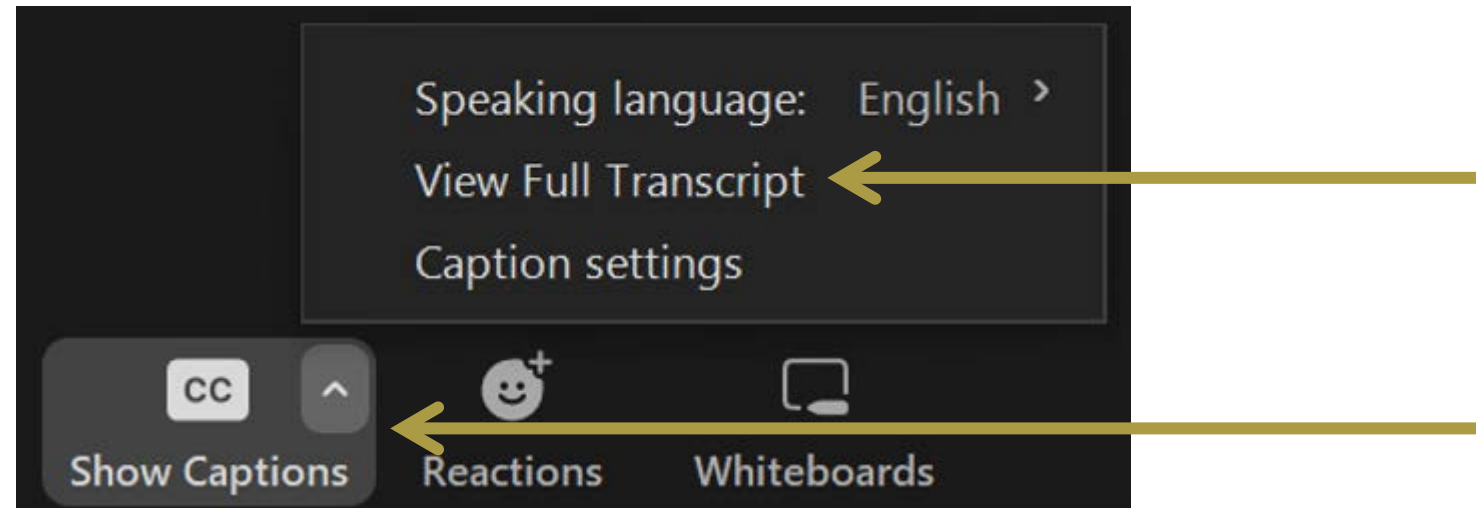 Speaking language: English >
View Full Transcript
Caption settings
CC
Show Captions Reactions Whiteboards